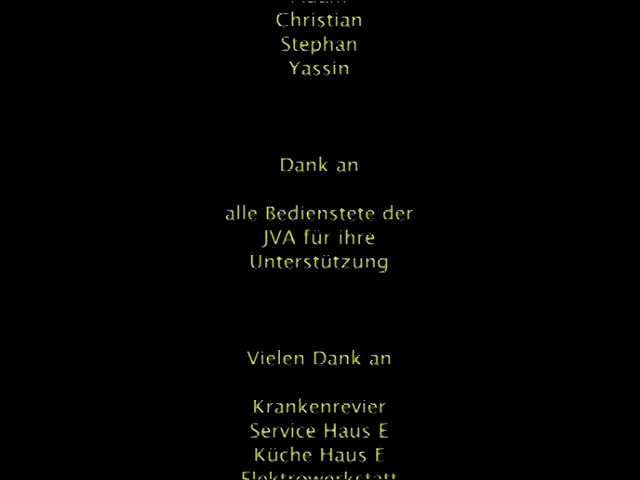 Christian
Stephan
Yassin
Dank an
alle Bedienstete der
JVA für ihre
Unterstützung
Vielen Dank an
Krankenrevier
Service Haus E
Küche Haus E
Elektrowerkstatt